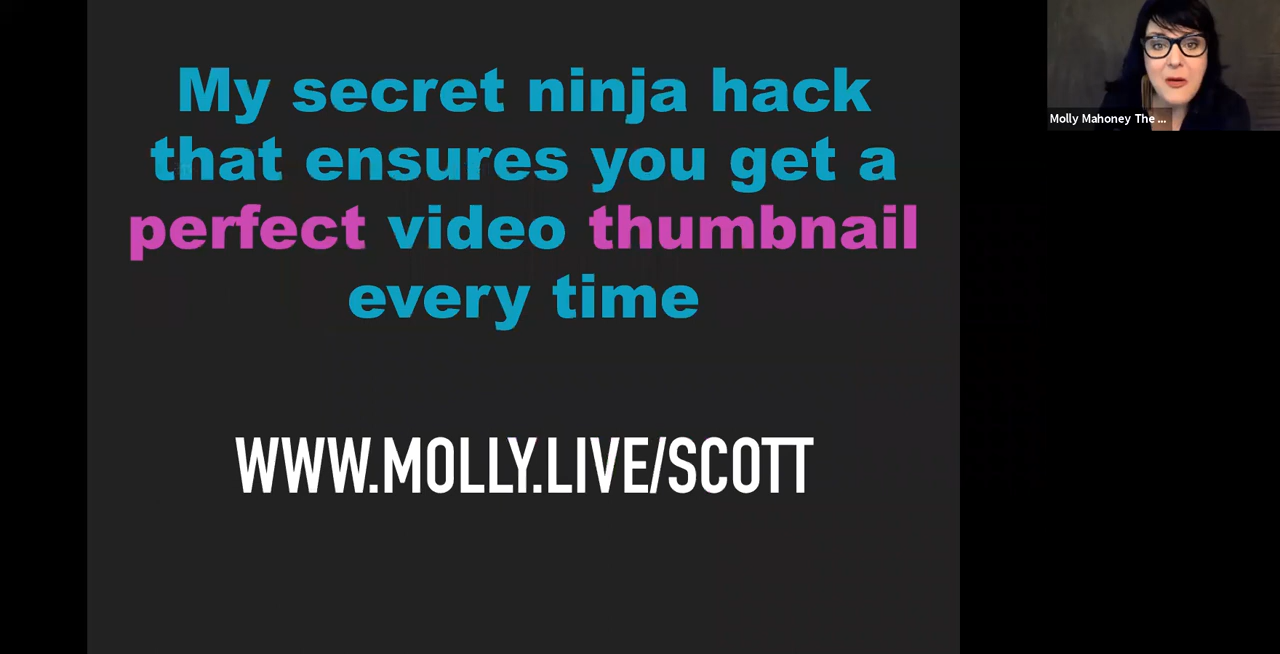 My secret ninja hack
that ensures you get a
perfect video thumbnail
every time
WWW.MOLLY.LIVE/SCOTT
Molly Mahoney The ...